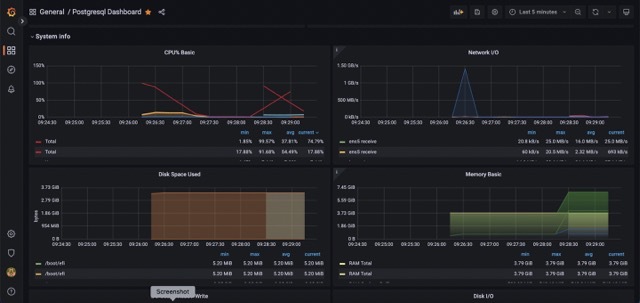 General / Postgresql Dashboard
Last 5 minutes
System info
CPU% Basic
150%
100%
50%
0%
09:24:30 09:25:00 09:25:30 09:26:00 09:26:30 09:27:00 09:27:30 09:28:00 09:28:30 09:29:00
min max avg current
Total 1.85% 99.57% 37.81% 74.79%
Total 17.88% 91.68% 54.49% 17.88%
Network I/O
1.50 GB/s
1 GB/s
500 MB/s
0 B/s
09:24:30 09:25:00 09:25:30 09:26:00 09:26:30 09:27:00 09:27:30 09:28:00 09:28:30 09:29:00
min max avg current
ens5 receive 20.8 kB/s 25.0 MB/s 14.0 MB/s 25.0 MB/s
ens5 receive 60 kB/s 20.3 MB/s 2.32 MB/s 693 kB/s
Disk Space Used
bytes
3.73 GiB
2.79 GiB
1.86 GiB
954 MiB
0 B
09:24:30 09:25:00 09:25:30 09:26:00 09:26:30 09:27:00 09:27:30 09:28:00 09:28:30 09:29:00
min max avg current
/boot/efi 5.20 MiB 5.20 MiB 5.20 MiB 5.20 MiB
/boot/efi 5.20 MiB 5.20 MiB 5.20 MiB 5.20 MiB
Memory Basic
7.45 GiB
5.59 GiB
3.73 GiB
1.86 GiB
0 B
09:24:30 09:25:00 09:25:30 09:26:00 09:26:30 09:27:00 09:27:30 09:28:00 09:28:30 09:29:00
min max avg current
RAM Total 3.79 GiB 3.79 GiB 3.79 GiB 3.79 GiB
RAM Total 3.79 GiB 3.79 GiB 3.79 GiB 3.79 GiB
Screenshot
Write
Disk I/O